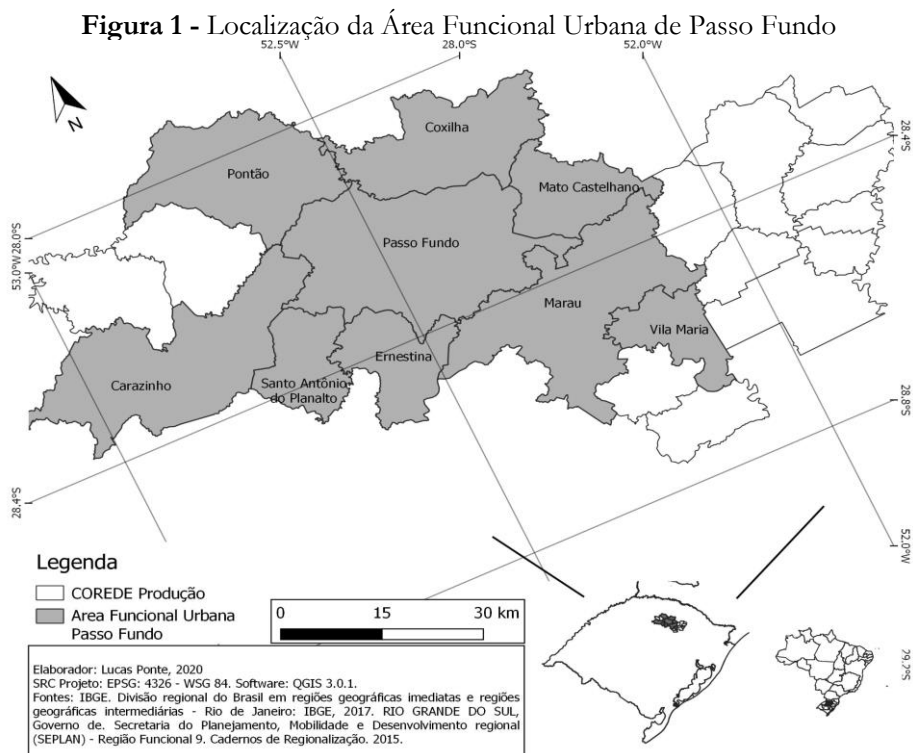 Figura 1 - Localização da Área Funcional Urbana de Passo Fundo
52.5°W
28.0°S
52.0°W
N
28.4°S
Coxilha
Pontão
Mato Castelhano
28.0°S
53.0°W
Passo Fundo
Marau
Vila Maria
Ernestina
Carazinho
Santo Antônio
do Planalto
28.8°S
28.4°S
52.0°W
Legenda
COREDE Produção
Area Funcional Urbana
Passo Fundo
0 15 30 km
29.2°S
Elaborador: Lucas Ponte, 2020
SRC Projeto: EPSG: 4326 - WSG 84. Software: QGIS 3.0.1.
Fontes: IBGE. Divisão regional do Brasil em regiões geográficas imediatas e regiões
geográficas intermediárias - Rio de Janeiro: IBGE, 2017. RIO GRANDE DO SUL,
Governo de. Secretaria do Planejamento, Mobilidade e Desenvolvimento regional
(SEPLAN) - Região Funcional 9. Cadernos de Regionalização. 2015.